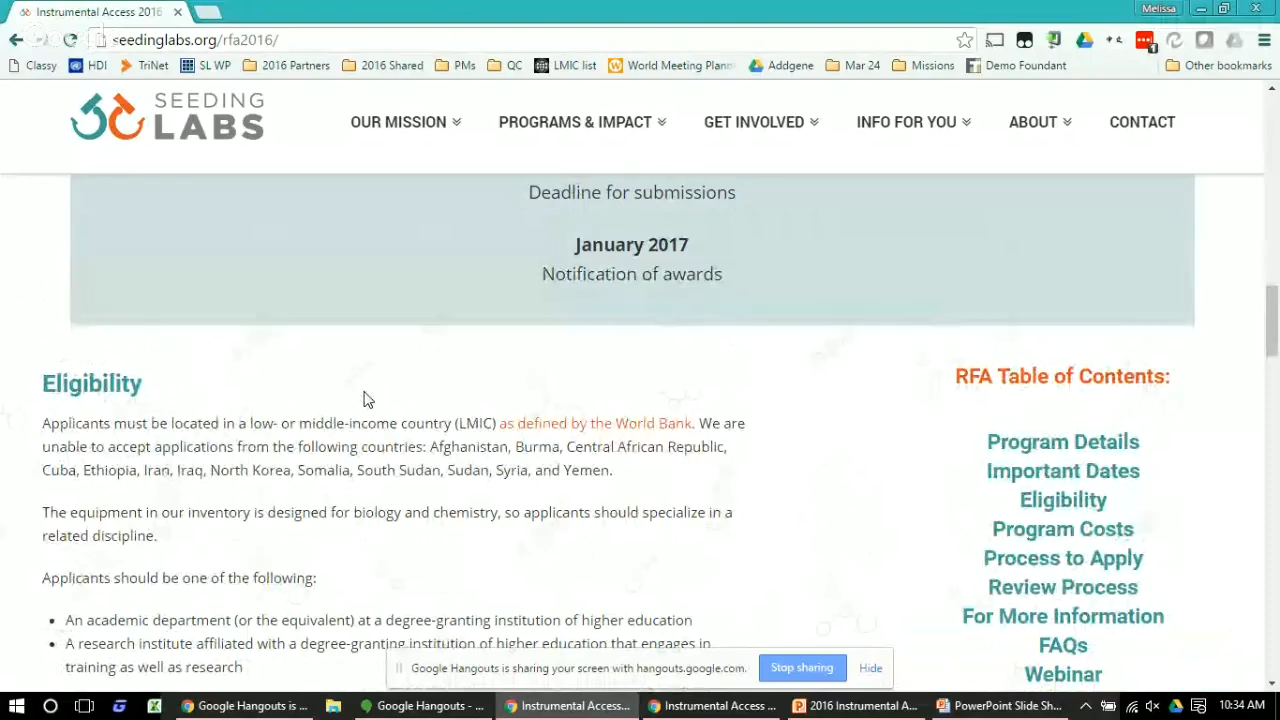 Instrumental Access 2016
Melissa
seedinglabs.org/rfa2016/
Classy
HDI
TriNet
SL WP
2016 Partners
2016 Shared
PMs
QC
LMIC list
World Meeting Plann
Addgene
Mar 24
Missions
Demo Foundant
Other bookmarks
SEEDING
LABS
OUR MISSION
PROGRAMS & IMPACT
GET INVOLVED
INFO FOR YOU
ABOUT
CONTACT
Deadline for submissions
January 2017
Notification of awards
Eligibility
Applicants must be located in a low- or middle-income country (LMIC) as defined by the World Bank. We are
unable to accept applications from the following countries: Afghanistan, Burma, Central African Republic,
Cuba, Ethiopia, Iran, Iraq, North Korea, Somalia, South Sudan, Sudan, Syria, and Yemen.
The equipment in our inventory is designed for biology and chemistry, so applicants should specialize in a
related discipline.
Applicants should be one of the following:
• An academic department (or the equivalent) at a degree-granting institution of higher education
• A research institute affiliated with a degree-granting institution of higher education that engages in
training as well as research
RFA Table of Contents:
Program Details
Important Dates
Eligibility
Program Costs
Process to Apply
Review Process
For More Information
FAQs
Webinar
Google Hangouts is sharing your screen with hangouts.google.com.
Stop sharing
Hide
Google Hangouts is ...
Google Hangouts - ...
Instrumental Access...
Instrumental Access ...
2016 Instrumental A...
PowerPoint Slide Sh...
10:34 AM